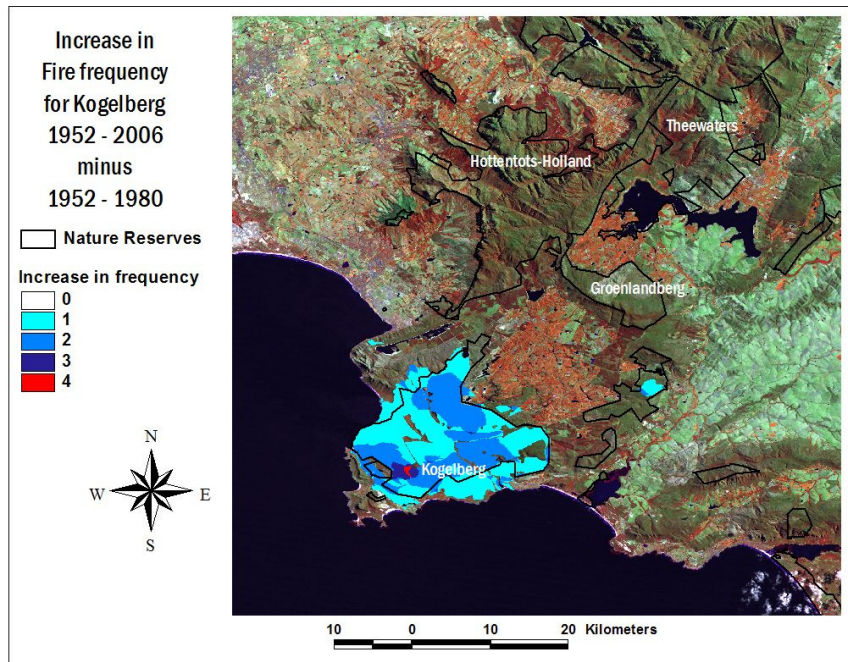 Increase in
Fire frequency
for Kogelberg
1952 - 2006
minus
1952 - 1980
Nature Reserves
Increase in frequency
0
1
2
3
4
N
W E
S
Theewaters
Hottentots-Holland
Groenlandberg
Kogelberg
10 0 10 20 Kilometers